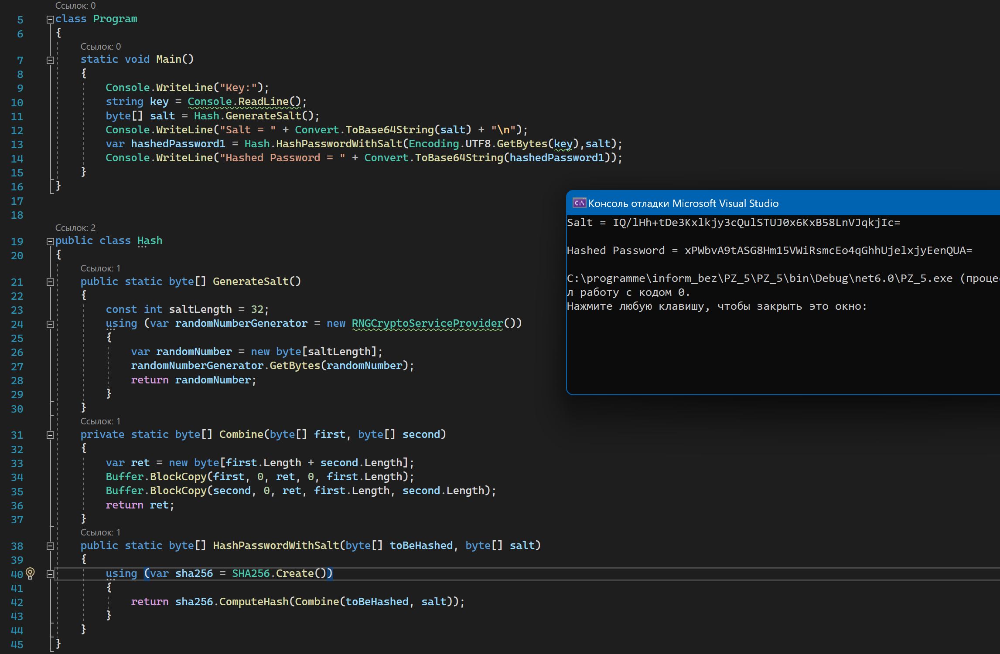 Ссылок: 0
5 class Program
6 {
Ссылок: 0
7 static void Main()
8 {
9 Console.WriteLine("Key:");
10 string key = Console.ReadLine();
11 byte[] salt = Hash.GenerateSalt();
12 Console.WriteLine("Salt = " + Convert.ToBase64String(salt) + "\n");
13 var hashedPassword1 = Hash.HashPasswordWithSalt(Encoding.UTF8.GetBytes(key),salt);
14 Console.WriteLine("Hashed Password = " + Convert.ToBase64String(hashedPassword1));
15 }
16 }
17
18
Ссылок: 2
19 public class Hash
20 {
Ссылок: 1
21 public static byte[] GenerateSalt()
22 {
23 const int saltLength = 32;
24 using (var randomNumberGenerator = new RNGCryptoServiceProvider())
25 {
26 var randomNumber = new byte[saltLength];
27 randomNumberGenerator.GetBytes(randomNumber);
28 return randomNumber;
29 }
30 }
Ссылок: 1
31 private static byte[] Combine(byte[] first, byte[] second)
32 {
33 var ret = new byte[first.Length + second.Length];
34 Buffer.BlockCopy(first, 0, ret, 0, first.Length);
35 Buffer.BlockCopy(second, 0, ret, first.Length, second.Length);
36 return ret;
37 }
Ссылок: 1
38 public static byte[] HashPasswordWithSalt(byte[] toBeHashed, byte[] salt)
39 {
40 using (var sha256 = SHA256.Create())
41 {
42 return sha256.ComputeHash(Combine(toBeHashed, salt));
43 }
44 }
45 }
Консоль отладки Microsoft Visual Studio
Salt = IQ/lHh+tDe3Kxlkjy3cQulSTUJ0x6KxB58LnVJqkjIc=
Hashed Password = xPWbvA9tASG8Hm15VWiRsmcEo4qGhhUjelxjyEenQUA=
C:\programme\inform_bez\PZ_5\PZ_5\bin\Debug\net6.0\PZ_5.exe (проце
л работу с кодом 0.
Нажмите любую клавишу, чтобы закрыть это окно: